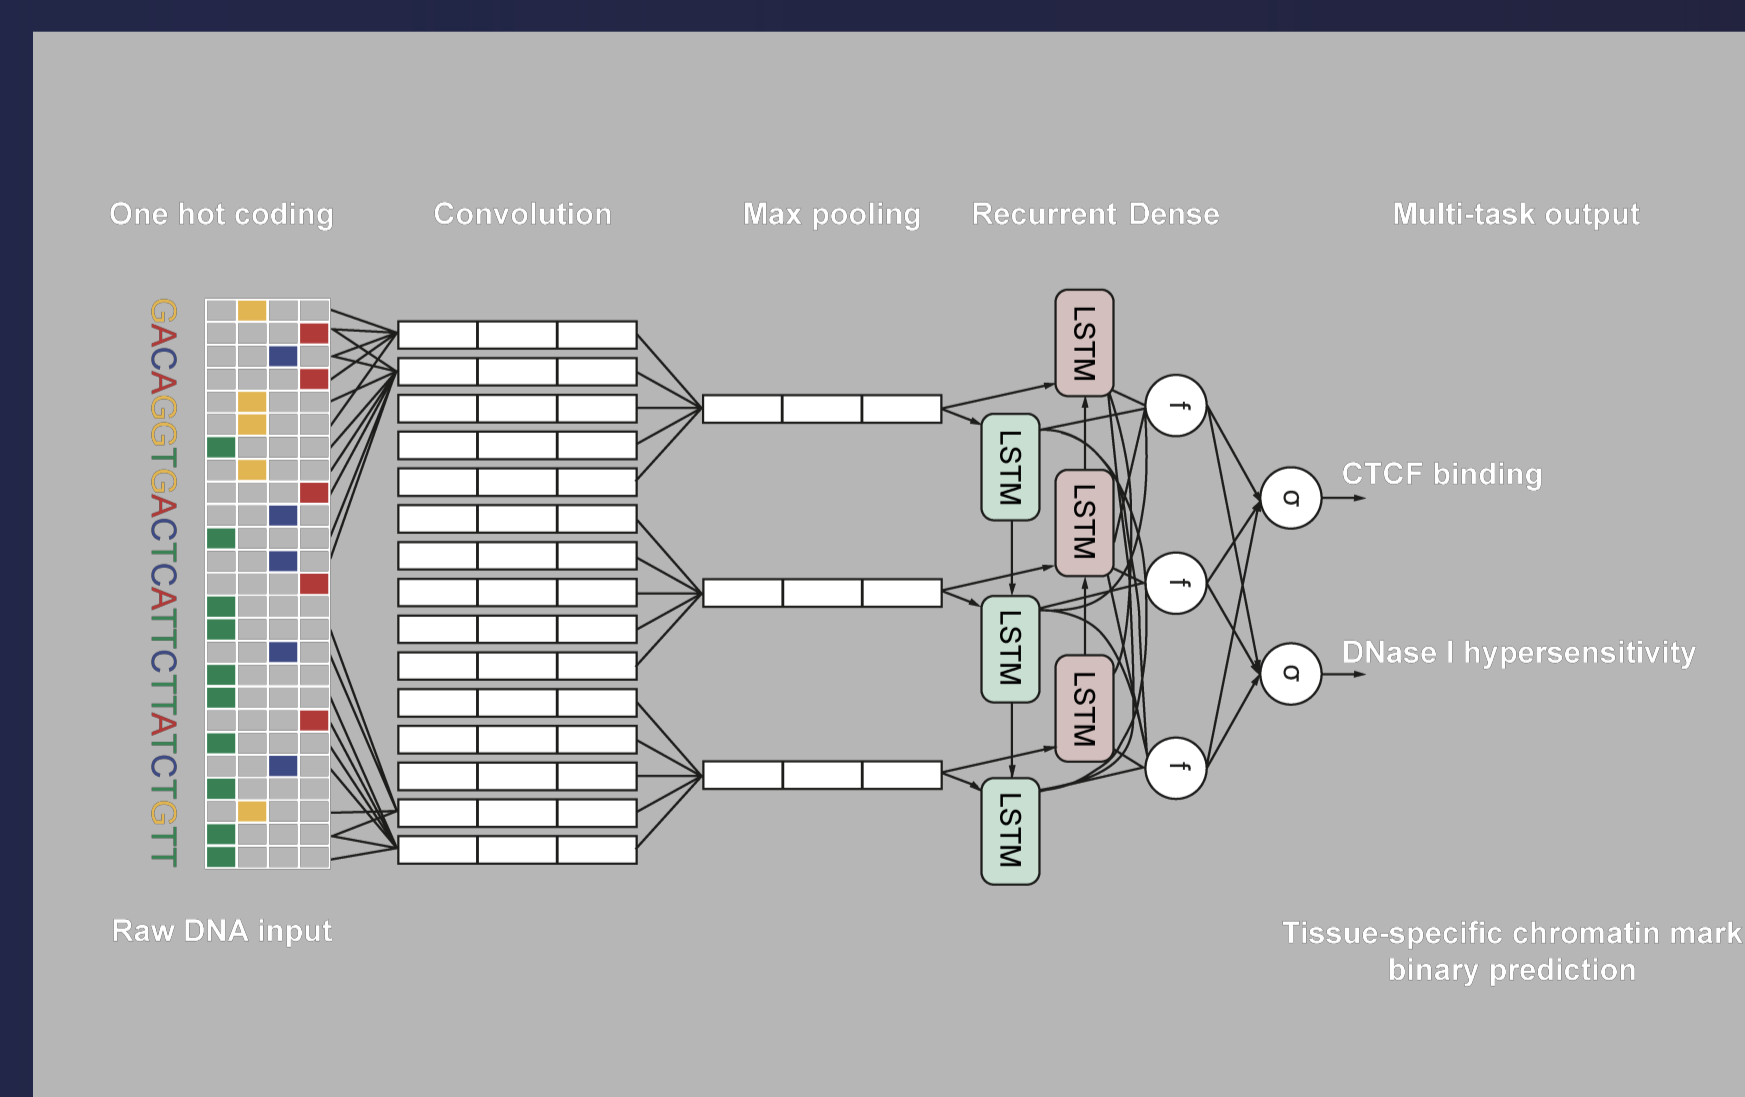 One hot coding
Convolution
Max pooling
Recurrent
Dense
Multi-task output
GACAGGTGACTCATTCTTATCTGTT
LSTM
LSTM
LSTM
LSTM
LSTM
LSTM
f
f
f
σ
σ
CTCF binding
DNase I hypersensitivity
Raw DNA input
Tissue-specific chromatin mark
binary prediction